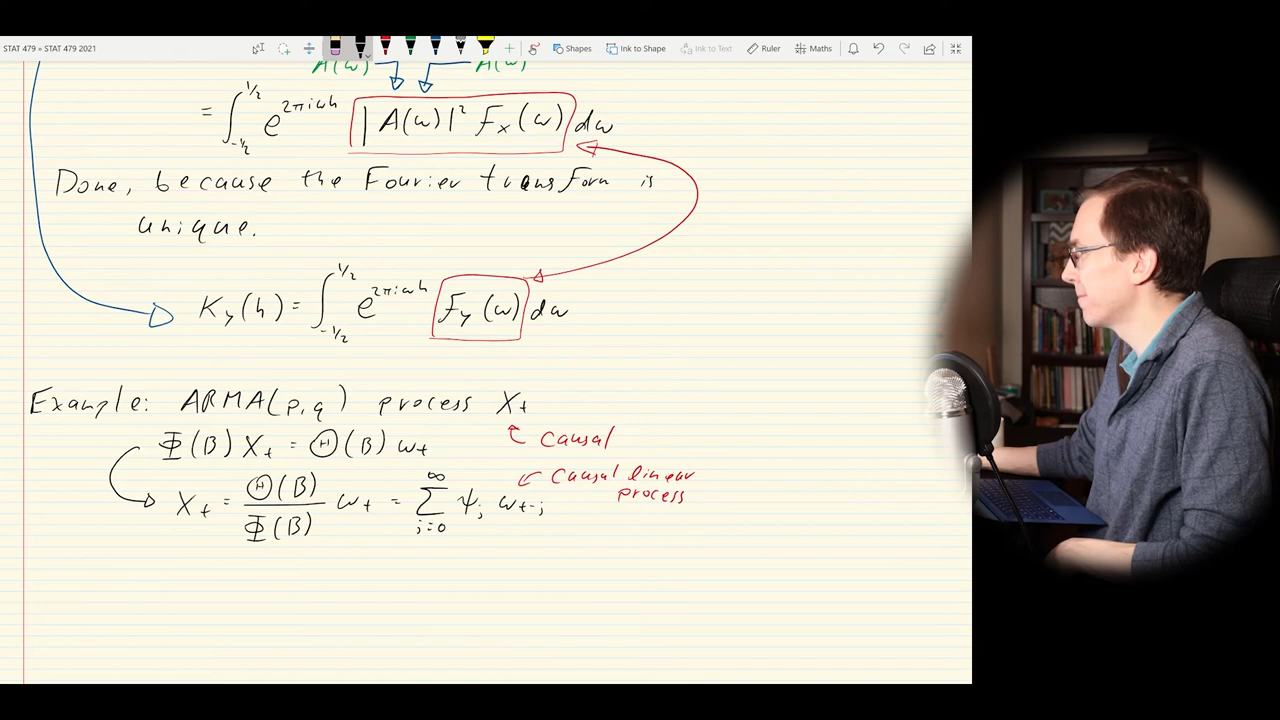 STAT 479 » STAT 479 2021
Shapes Ink to Shape Ink to Text Ruler Maths
A(ω) A(ω)
= ∫_{-1/2}^{1/2} e^{2πiωh} |A(ω)|² f_x(ω) dω
Done, because the Fourier transform is
unique.
K_y(h) = ∫_{-1/2}^{1/2} e^{2πiωh} f_y(ω) dω
Example: ARMA(p,q) process X_t
Φ(B) X_t = Θ(B) w_t
causal
X_t = Θ(B)/Φ(B) w_t = Σ_{j=0}^{∞} ψ_j w_{t-j}
causal linear
process